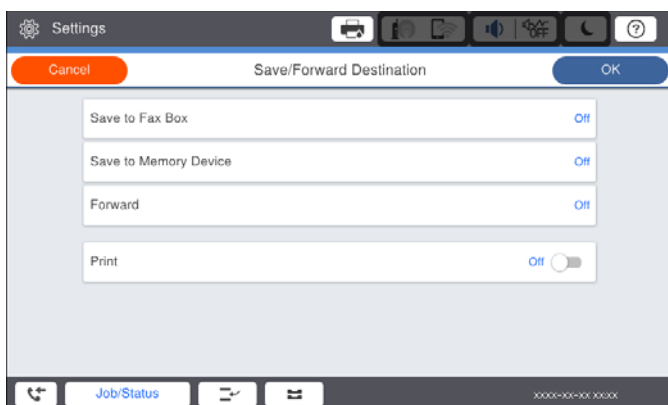 Settings
OFF
?
Cancel
Save/Forward Destination
OK
Save to Fax Box Off
Save to Memory Device Off
Forward Off
Print Off
Job/Status
xxxx-xx-xx xx:xx